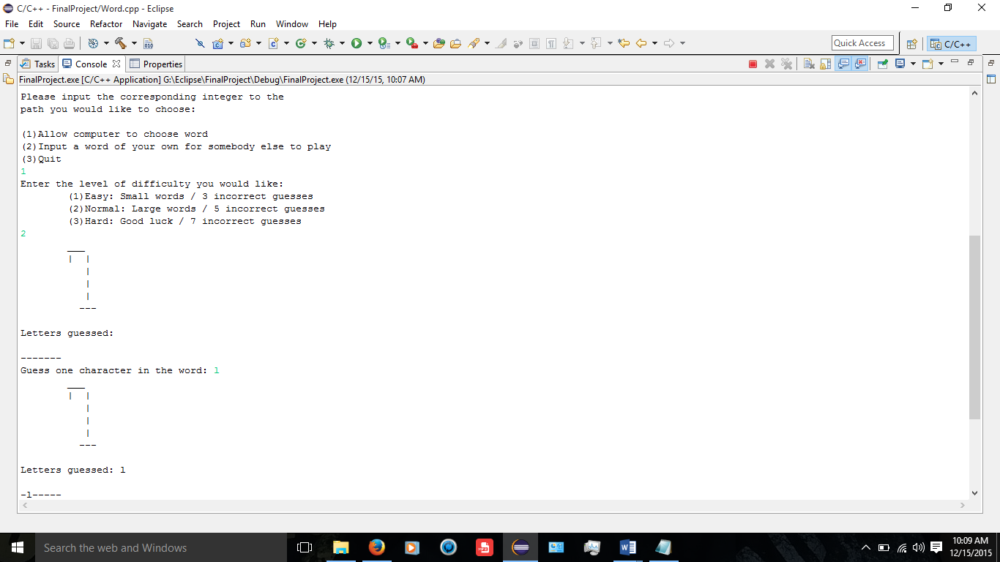 C/C++ - FinalProject/Word.cpp - Eclipse
File Edit Source Refactor Navigate Search Project Run Window Help
010
Quick Access
C/C++
Tasks Console Properties
FinalProject.exe [C/C++ Application] G:\Eclipse\FinalProject\Debug\FinalProject.exe (12/15/15, 10:07 AM)
Please input the corresponding integer to the
path you would like to choose:
(1)Allow computer to choose word
(2)Input a word of your own for somebody else to play
(3)Quit
1
Enter the level of difficulty you would like:
(1)Easy: Small words / 3 incorrect guesses
(2)Normal: Large words / 5 incorrect guesses
(3)Hard: Good luck / 7 incorrect guesses
2
___
|  |
|
|
|
---
Letters guessed:
-------
Guess one character in the word: l
___
|  |
|
|
|
---
Letters guessed: l
-l-----
Search the web and Windows
10:09 AM
12/15/2015